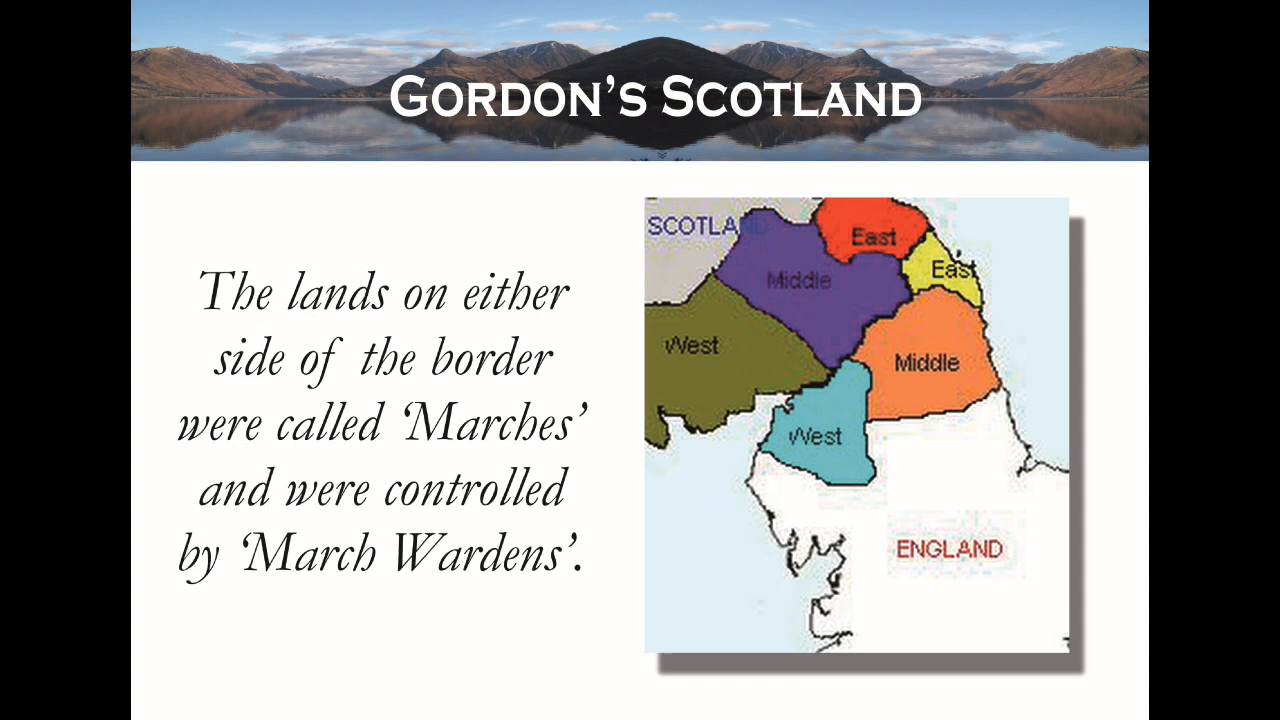 GORDON'S SCOTLAND
The lands on either
side of the border
were called ‘Marches’
and were controlled
by ‘March Wardens’.
SCOTLAND
East
East
Middle
West
Middle
West
ENGLAND